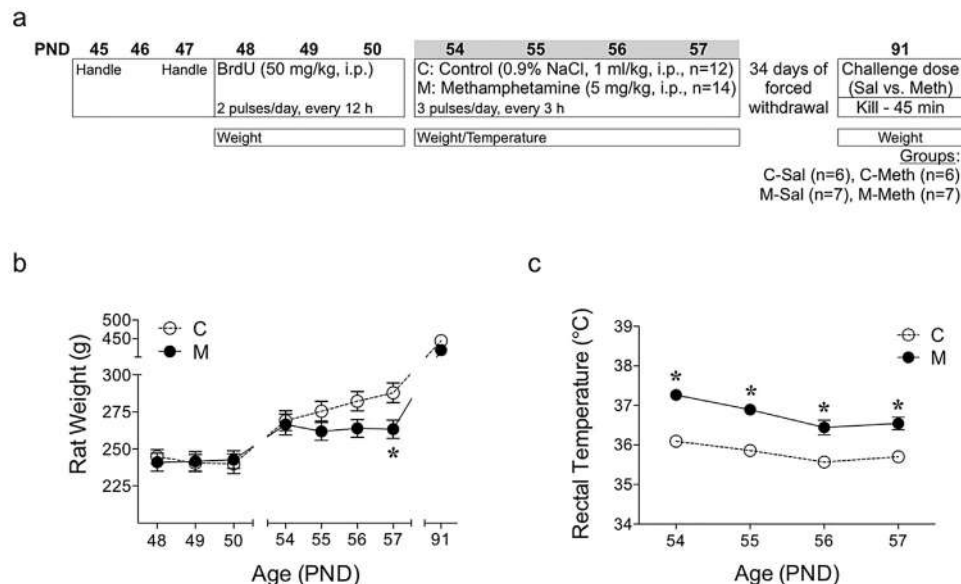 a
PND 45 46 47 48 49 50 54 55 56 57 91
Handle Handle BrdU (50 mg/kg, i.p.) C: Control (0.9% NaCl, 1 ml/kg, i.p., n=12) 34 days of Challenge dose
M: Methamphetamine (5 mg/kg, i.p., n=14) forced (Sal vs. Meth)
2 pulses/day, every 12 h 3 pulses/day, every 3 h withdrawal Kill - 45 min
Weight Weight/Temperature Weight
Groups:
C-Sal (n=6), C-Meth (n=6)
M-Sal (n=7), M-Meth (n=7)
b
Rat Weight (g)
500
450
300
275
250
225
C
M
*
48 49 50 54 55 56 57 91
Age (PND)
c
Rectal Temperature (°C)
39
38
37
36
35
34
C
M
* * * *
54 55 56 57
Age (PND)